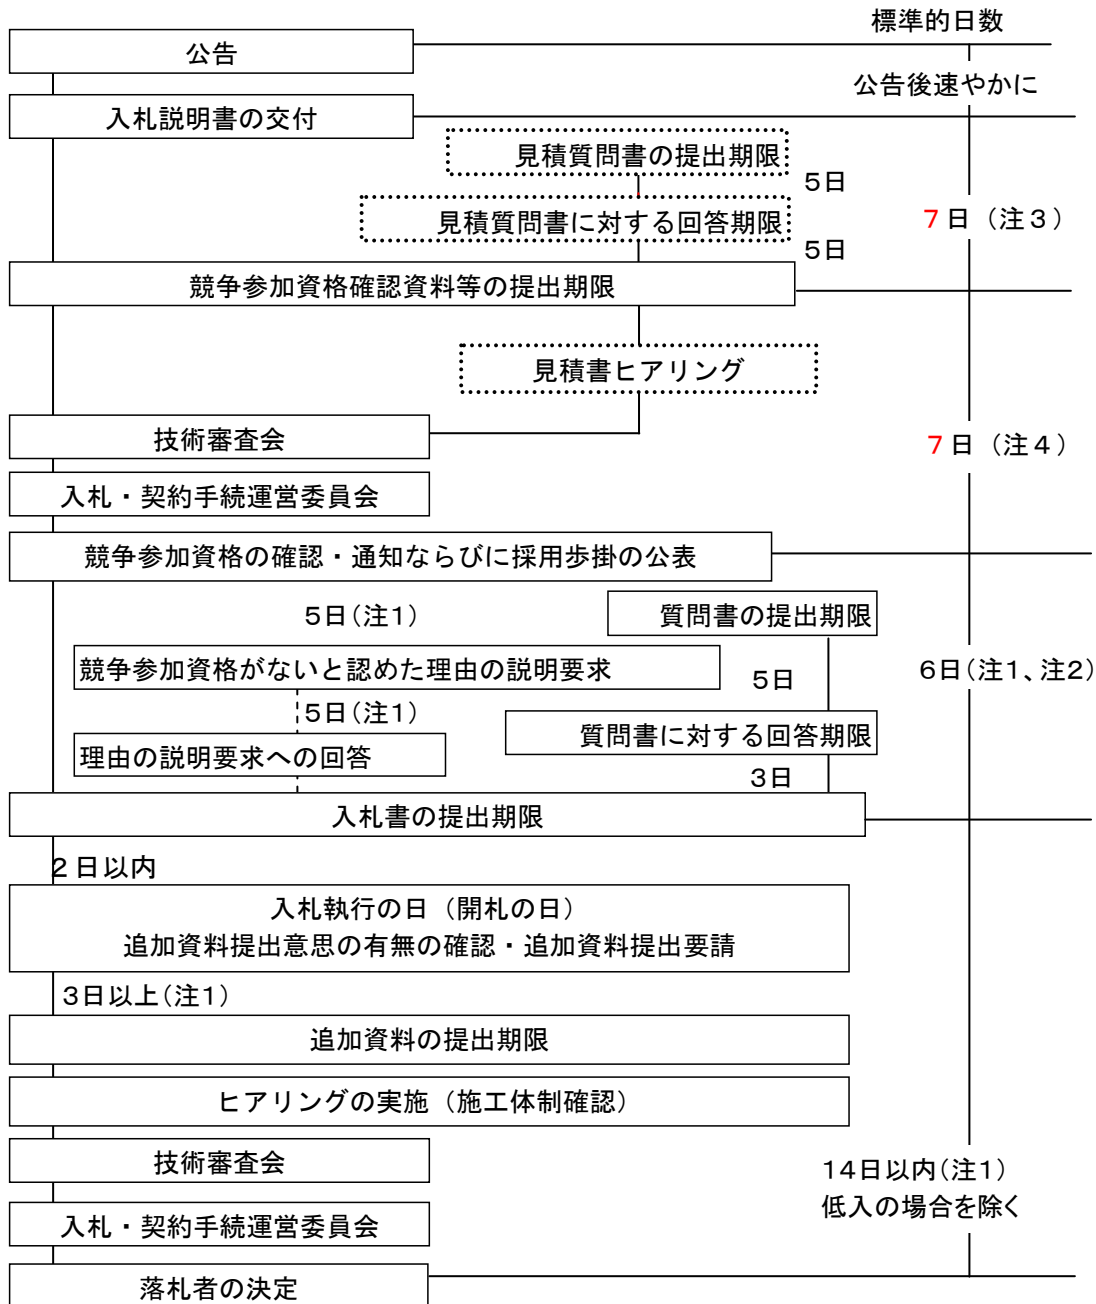 標準的日数
公告
公告後速やかに
入札説明書の交付
見積質問書の提出期限
5日
見積質問書に対する回答期限
7日（注3）
5日
競争参加資格確認資料等の提出期限
見積書ヒアリング
技術審査会
7日（注4）
入札・契約手続運営委員会
競争参加資格の確認・通知ならびに採用歩掛の公表
5日（注1）
質問書の提出期限
競争参加資格がないと認めた理由の説明要求
5日
6日（注1、注2）
5日（注1）
質問書に対する回答期限
理由の説明要求への回答
3日
入札書の提出期限
2日以内
入札執行の日（開札の日）
追加資料提出意思の有無の確認・追加資料提出要請
3日以上（注1）
追加資料の提出期限
ヒアリングの実施（施工体制確認）
技術審査会
14日以内（注1）
低入の場合を除く
入札・契約手続運営委員会
落札者の決定